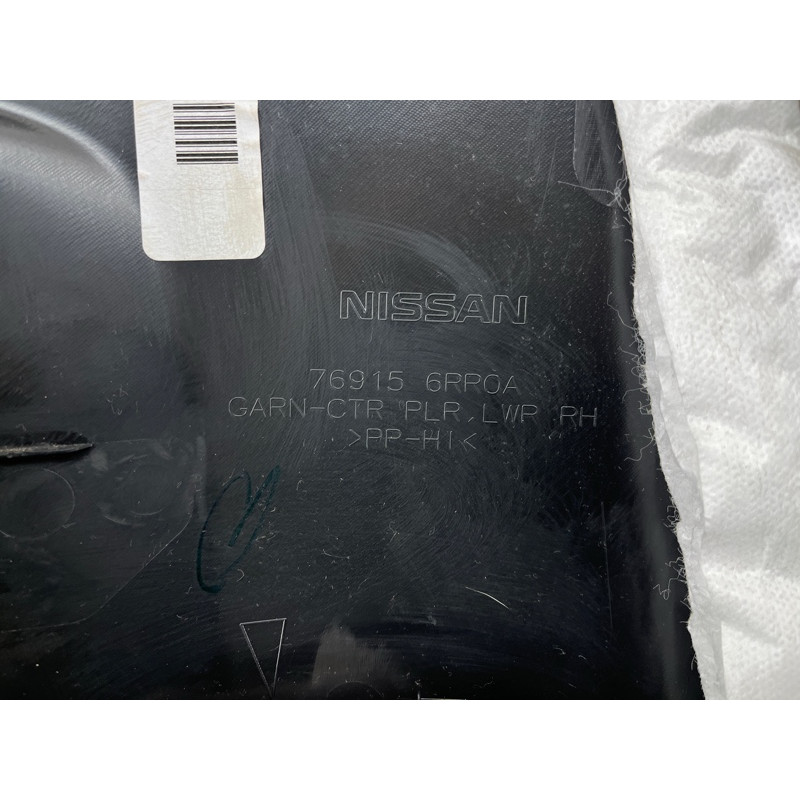 NISSAN
76915 6RP0A
GARN-CTR PLR,LWR RH
>PP-HI<